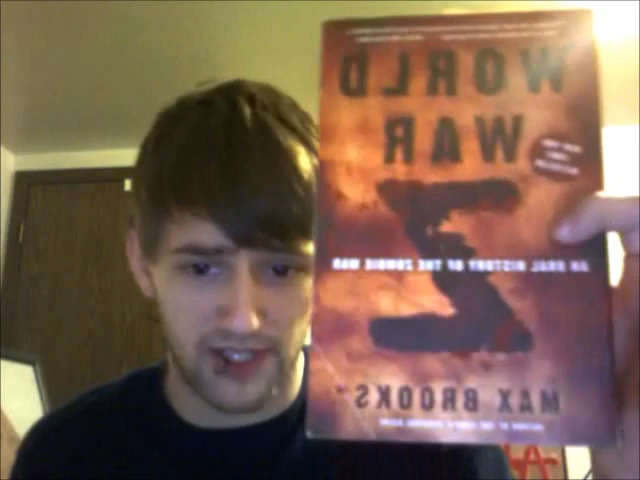 WORLD
WAR
Z
AN ORAL HISTORY OF THE ZOMBIE WAR
MAX BROOKS